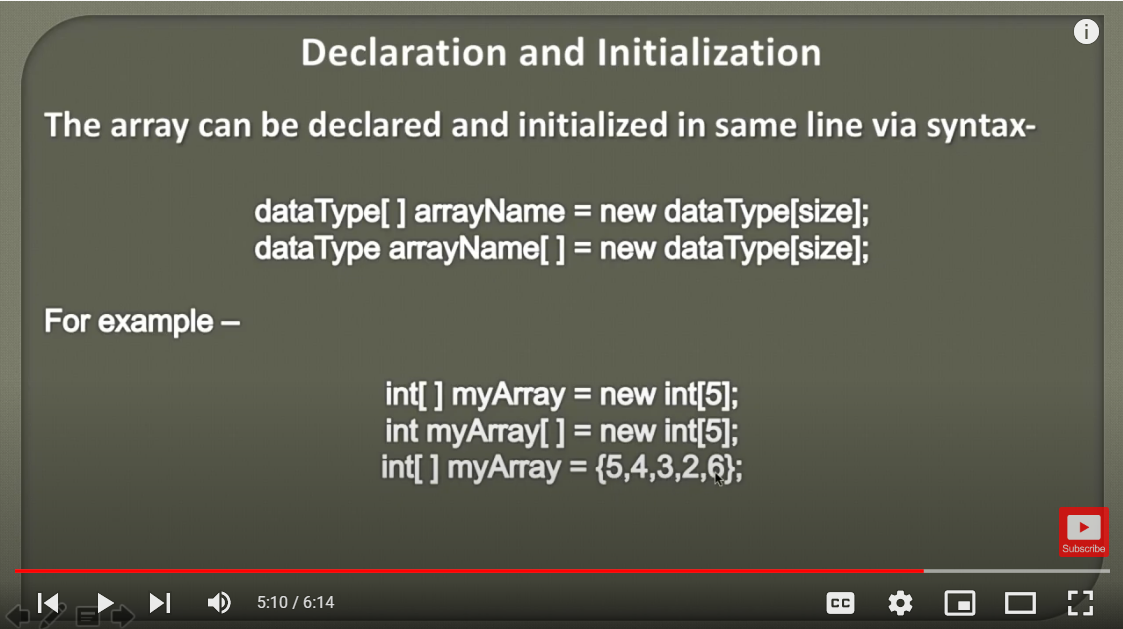 Declaration and Initialization
The array can be declared and initialized in same line via syntax-
dataType[ ] arrayName = new dataType[size];
dataType arrayName[ ] = new dataType[size];
For example –
int[ ] myArray = new int[5];
int myArray[ ] = new int[5];
int[ ] myArray = {5,4,3,2,6};
Subscribe
5:10 / 6:14
CC